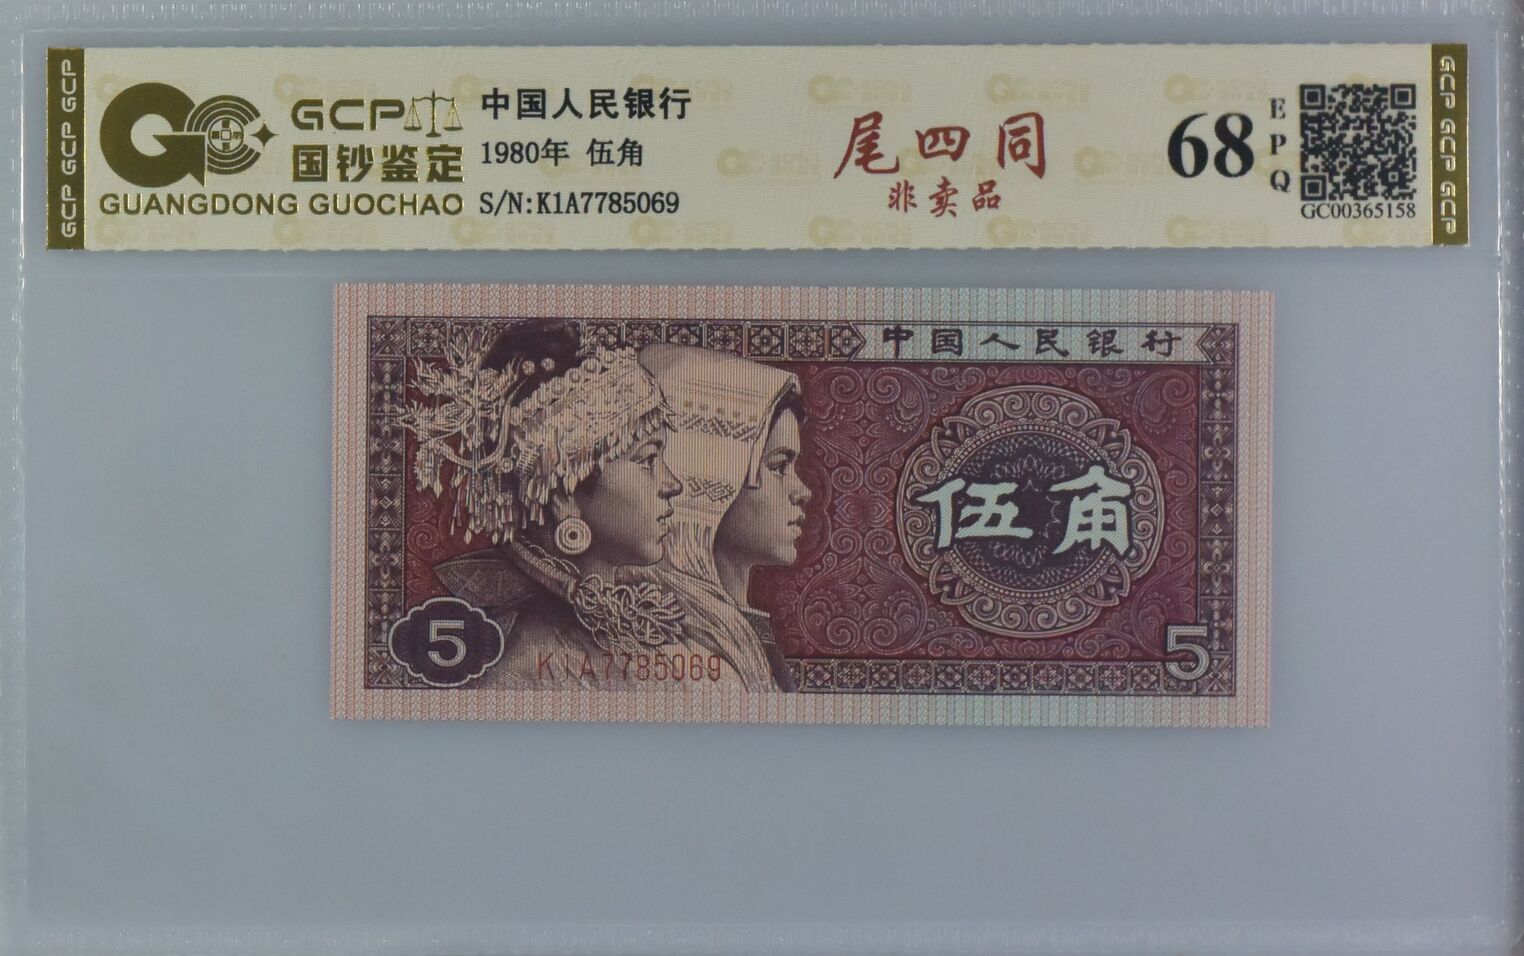 GCP GCP GCP
GCP
国钞鉴定
GUANGDONG GUOCHAO
中国人民银行
1980年 伍角
S/N:K1A7785069
尾四同
非卖品
68
EPQ
GC00365158
GCP GCP GCP
中国人民银行
伍角
5
K1A7785069
5